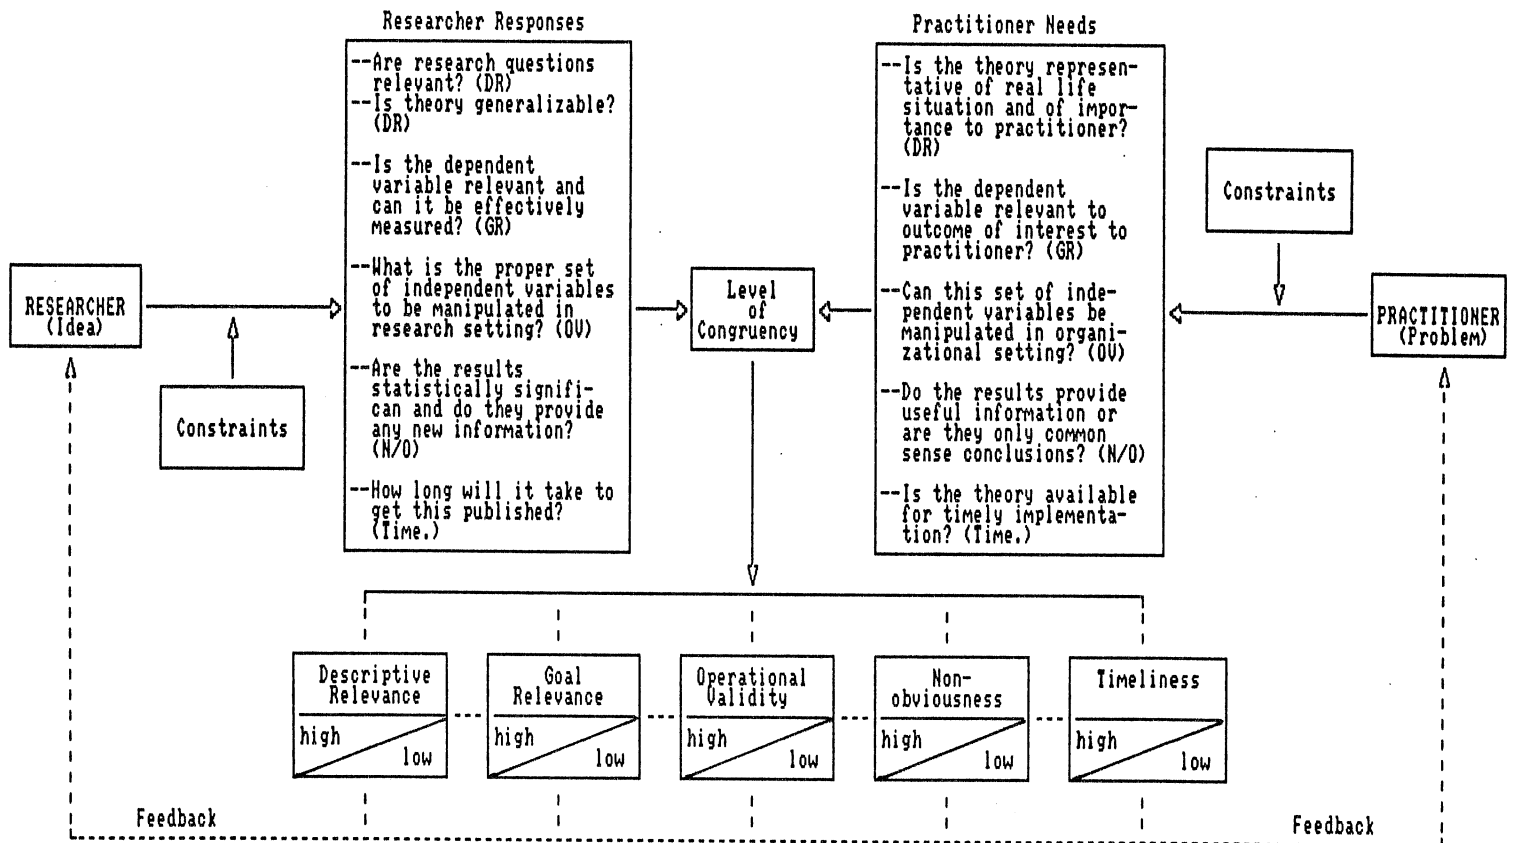 Researcher Responses
--Are research questions
relevant? (DR)
--Is theory generalizable?
(DR)
--Is the dependent
variable relevant and
can it be effectively
measured? (GR)
--What is the proper set
of independent variables
to be manipulated in
research setting? (OV)
--Are the results
statistically signifi-
can and do they provide
any new information?
(N/O)
--How long will it take to
get this published?
(Time.)
Practitioner Needs
--Is the theory represen-
tative of real life
situation and of impor-
tance to practitioner?
(DR)
--Is the dependent
variable relevant to
outcome of interest to
practitioner? (GR)
--Can this set of inde-
pendent variables be
manipulated in organi-
zational setting? (OV)
--Do the results provide
useful information or
are they only common
sense conclusions? (N/O)
--Is the theory available
for timely implementa-
tion? (Time.)
RESEARCHER
(Idea)
Constraints
Level
of
Congruency
Constraints
PRACTITIONER
(Problem)
Descriptive
Relevance
high
low
Goal
Relevance
high
low
Operational
Validity
high
low
Non-
obviousness
high
low
Timeliness
high
low
Feedback
Feedback